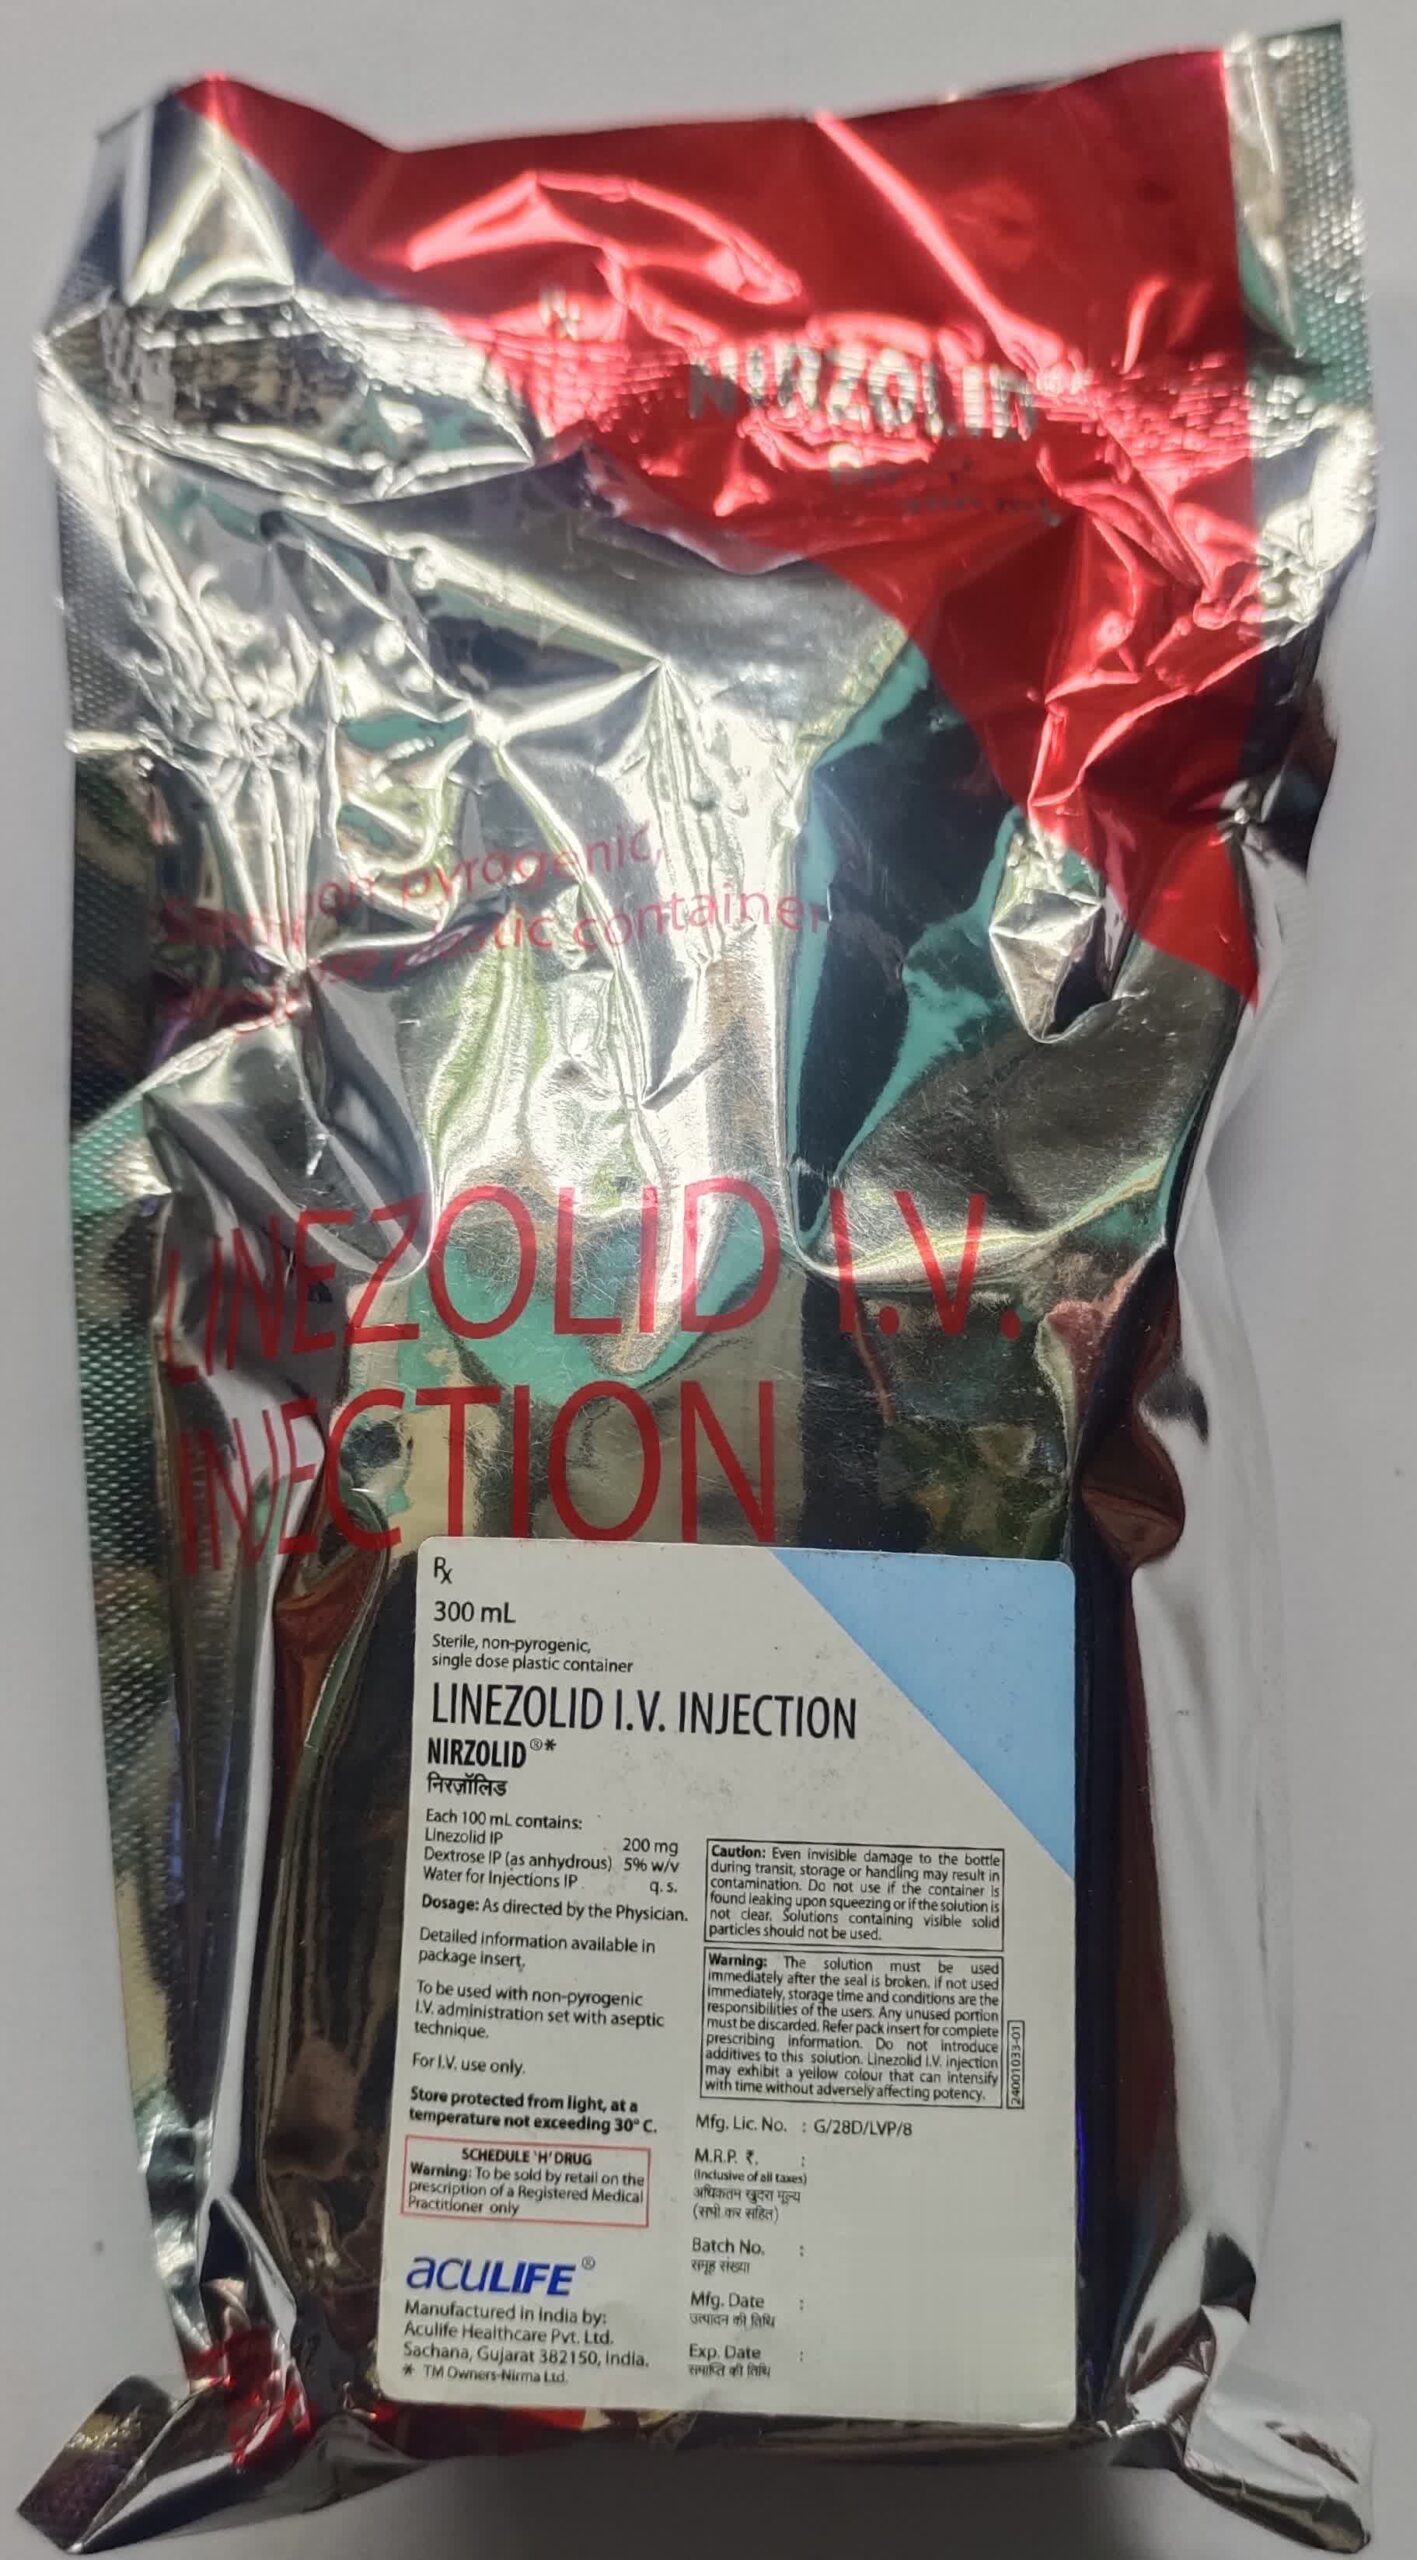 Rx
NIRZOLID
pyrogenic,
container
LINEZOLID I.V.
INJECTION
Rx
300 mL
Sterile, non-pyrogenic,
single dose plastic container
LINEZOLID I.V. INJECTION
NIRZOLID®*
निरज़ॉलिड
Each 100 mL contains:
Linezolid IP 200 mg
Dextrose IP (as anhydrous) 5% w/v
Water for Injections IP q.s.
Dosage: As directed by the Physician.
Detailed information available in
package insert.
To be used with non-pyrogenic
I.V. administration set with aseptic
technique.
For I.V. use only.
Store protected from light, at a
temperature not exceeding 30° C.
SCHEDULE 'H' DRUG
Warning: To be sold by retail on the
prescription of a Registered Medical
Practitioner only
aCULIFE®
Manufactured in India by:
Aculife Healthcare Pvt. Ltd.
Sachana, Gujarat 382150, India.
* TM Owners-Nirma Ltd.
Caution: Even invisible damage to the bottle
during transit, storage or handling may result in
contamination. Do not use if the container is
found leaking upon squeezing or if the solution is
not clear. Solutions containing visible solid
particles should not be used.
Warning: The solution must be used
immediately after the seal is broken. If not used
immediately, storage time and conditions are the
responsibilities of the users. Any unused portion
must be discarded. Refer pack insert for complete
prescribing information. Do not introduce
additives to this solution. Linezolid I.V. injection
may exhibit a yellow colour that can intensify
with time without adversely affecting potency.
24001033-01
Mfg. Lic. No. : G/28D/LVP/8
M.R.P. ₹. :
(Inclusive of all taxes)
अधिकतम खुदरा मूल्य
(सभी कर सहित)
Batch No. :
समूह संख्या
Mfg. Date :
उत्पादन की तिथि
Exp. Date :
समाप्ति की तिथि